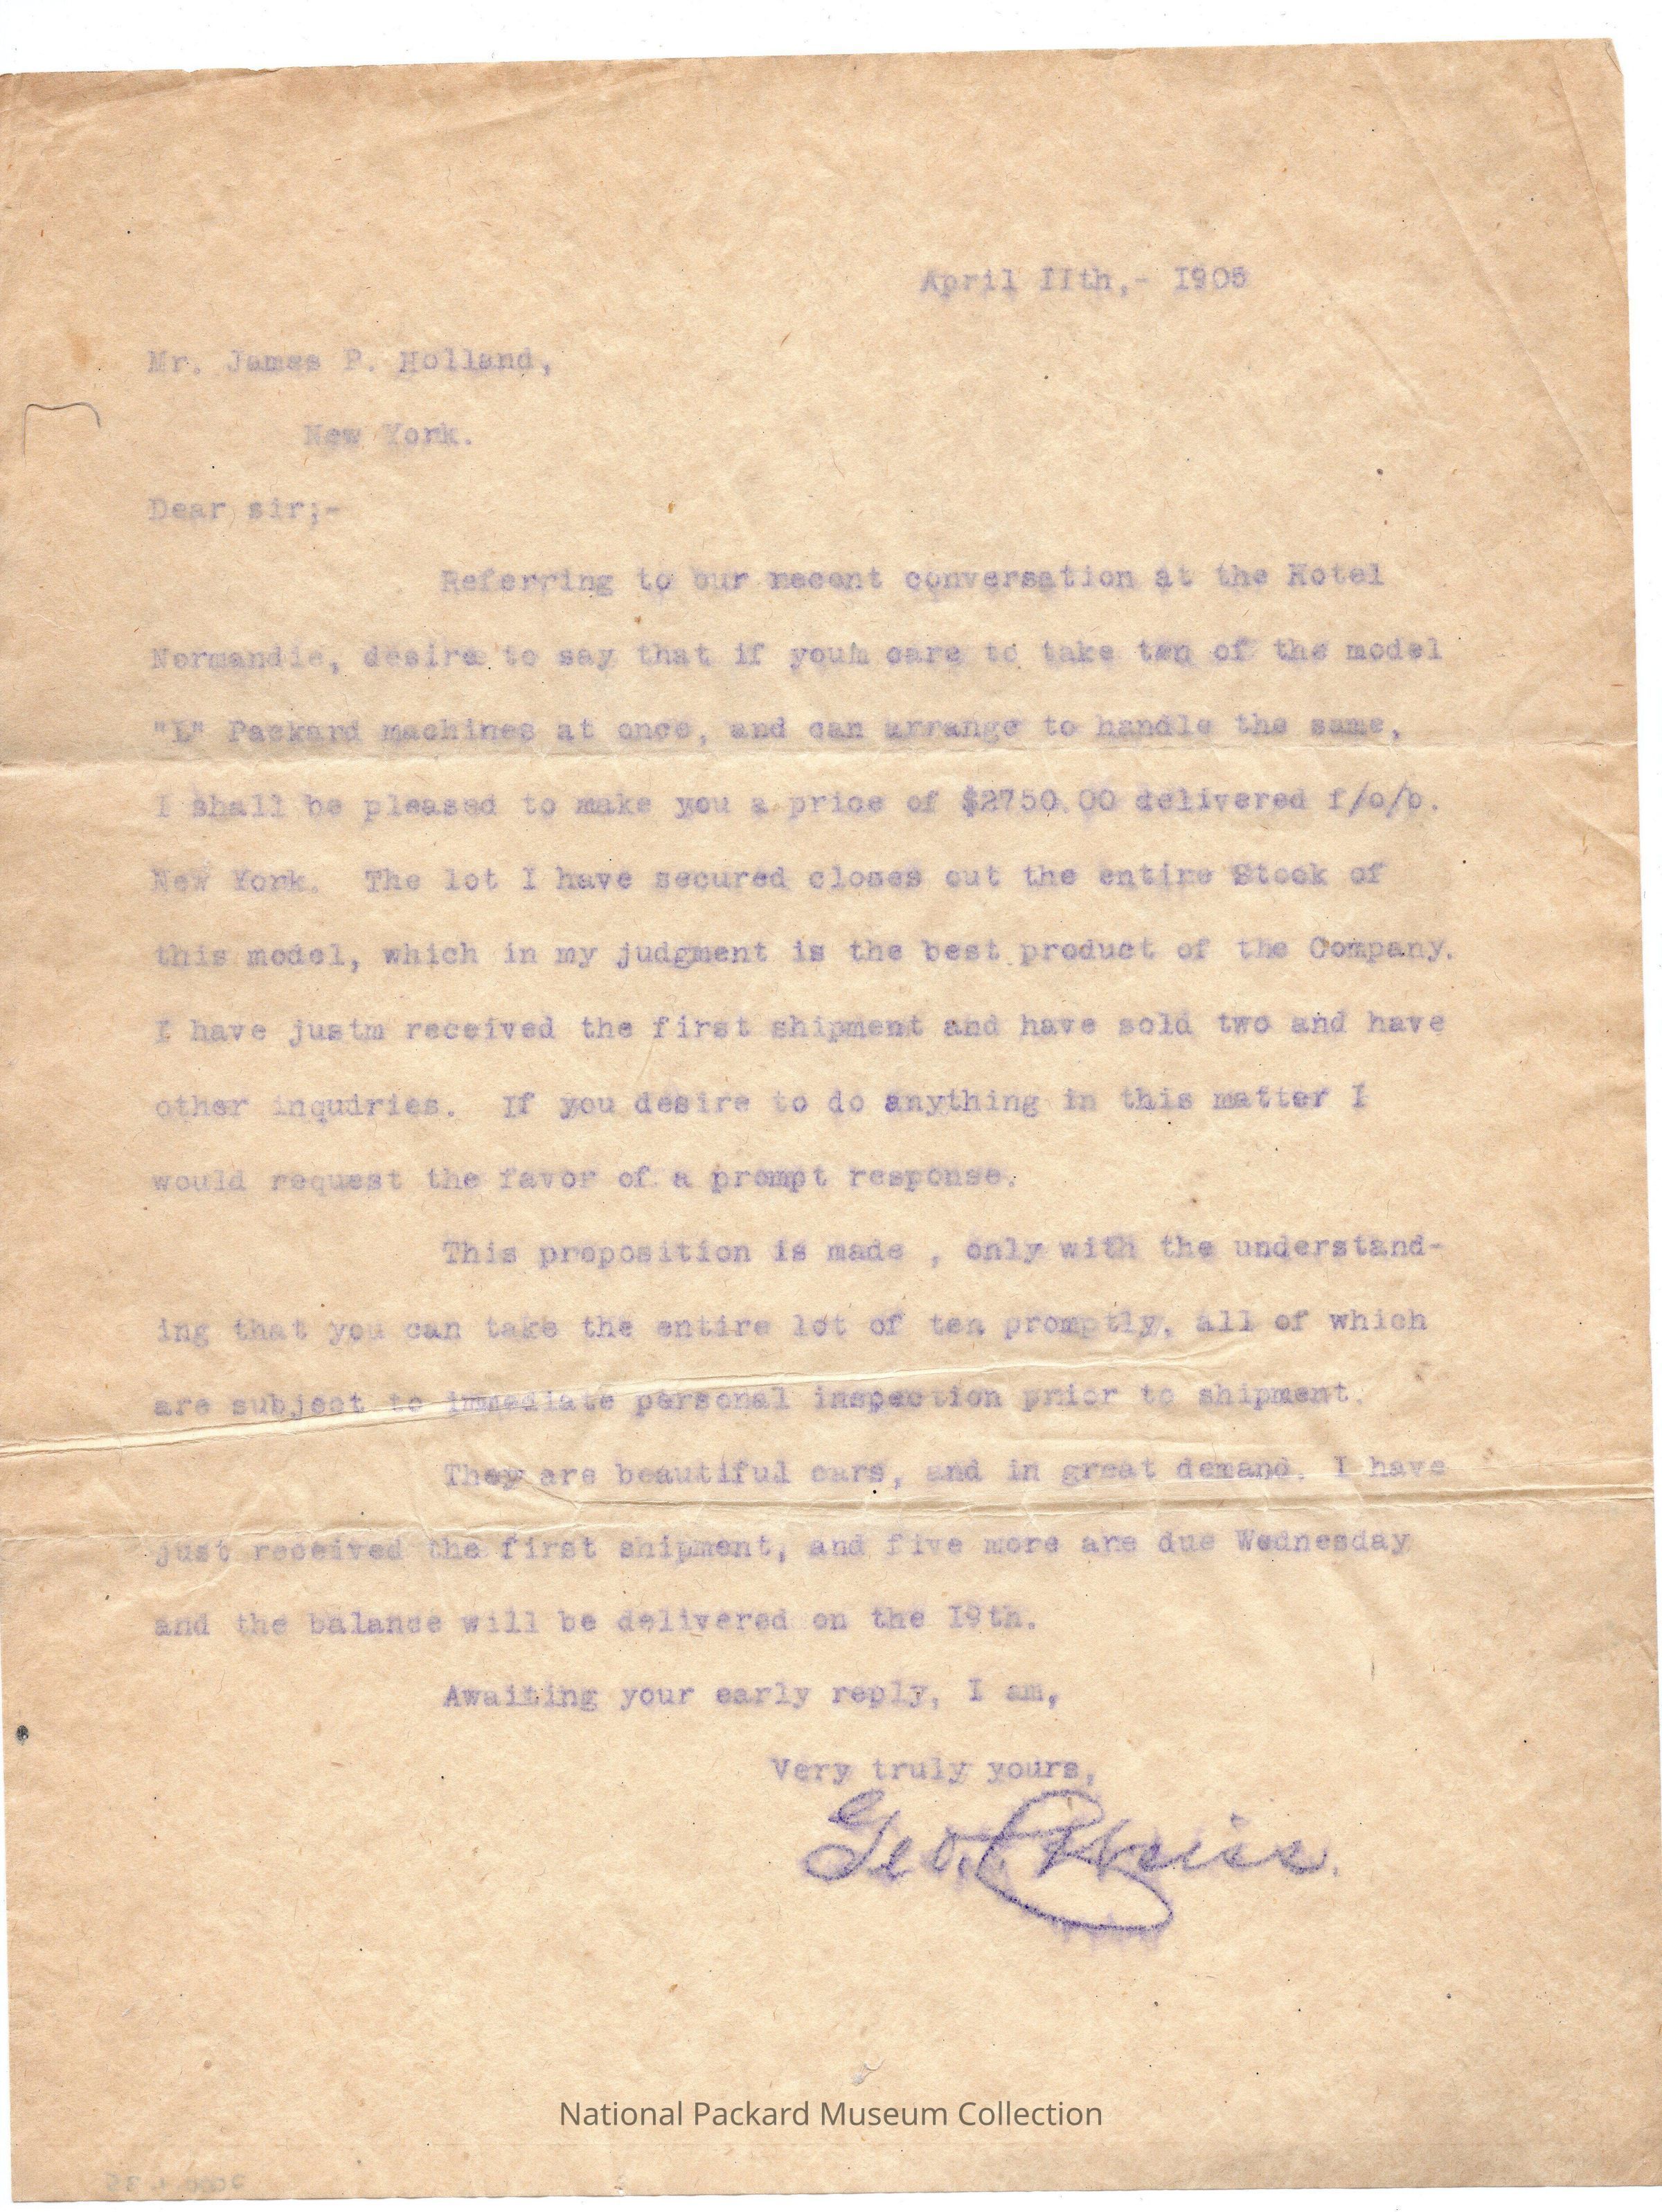 April IIth,- I905
Mr. James P. Holland,
New York.
Dear sir;-
Referring to our recent conversation at the Hotel
Normandie, desire to say that if youm care to take ten of the model
"L" Packard machines at once, and can arrange to handle the same,
I shall be pleased to make you a price of $2750.00 delivered f/o/b.
New York. The lot I have secured closes out the entire Stock of
this model, which in my judgment is the best product of the Company.
I have justm received the first shipment and have sold two and have
other inquiries. If you desire to do anything in this matter I
would request the favor of a prompt response.
This proposition is made , only with the understand-
ing that you can take the entire lot of ten promptly, all of which
are subject to immediate personal inspection prior to shipment.
They are beautiful cars, and in great demand. I have
just received the first shipment, and five more are due Wednesday
and the balance will be delivered on the I9th.
Awaiting your early reply, I am,
Very truly yours,
Geo.
National Packard Museum Collection